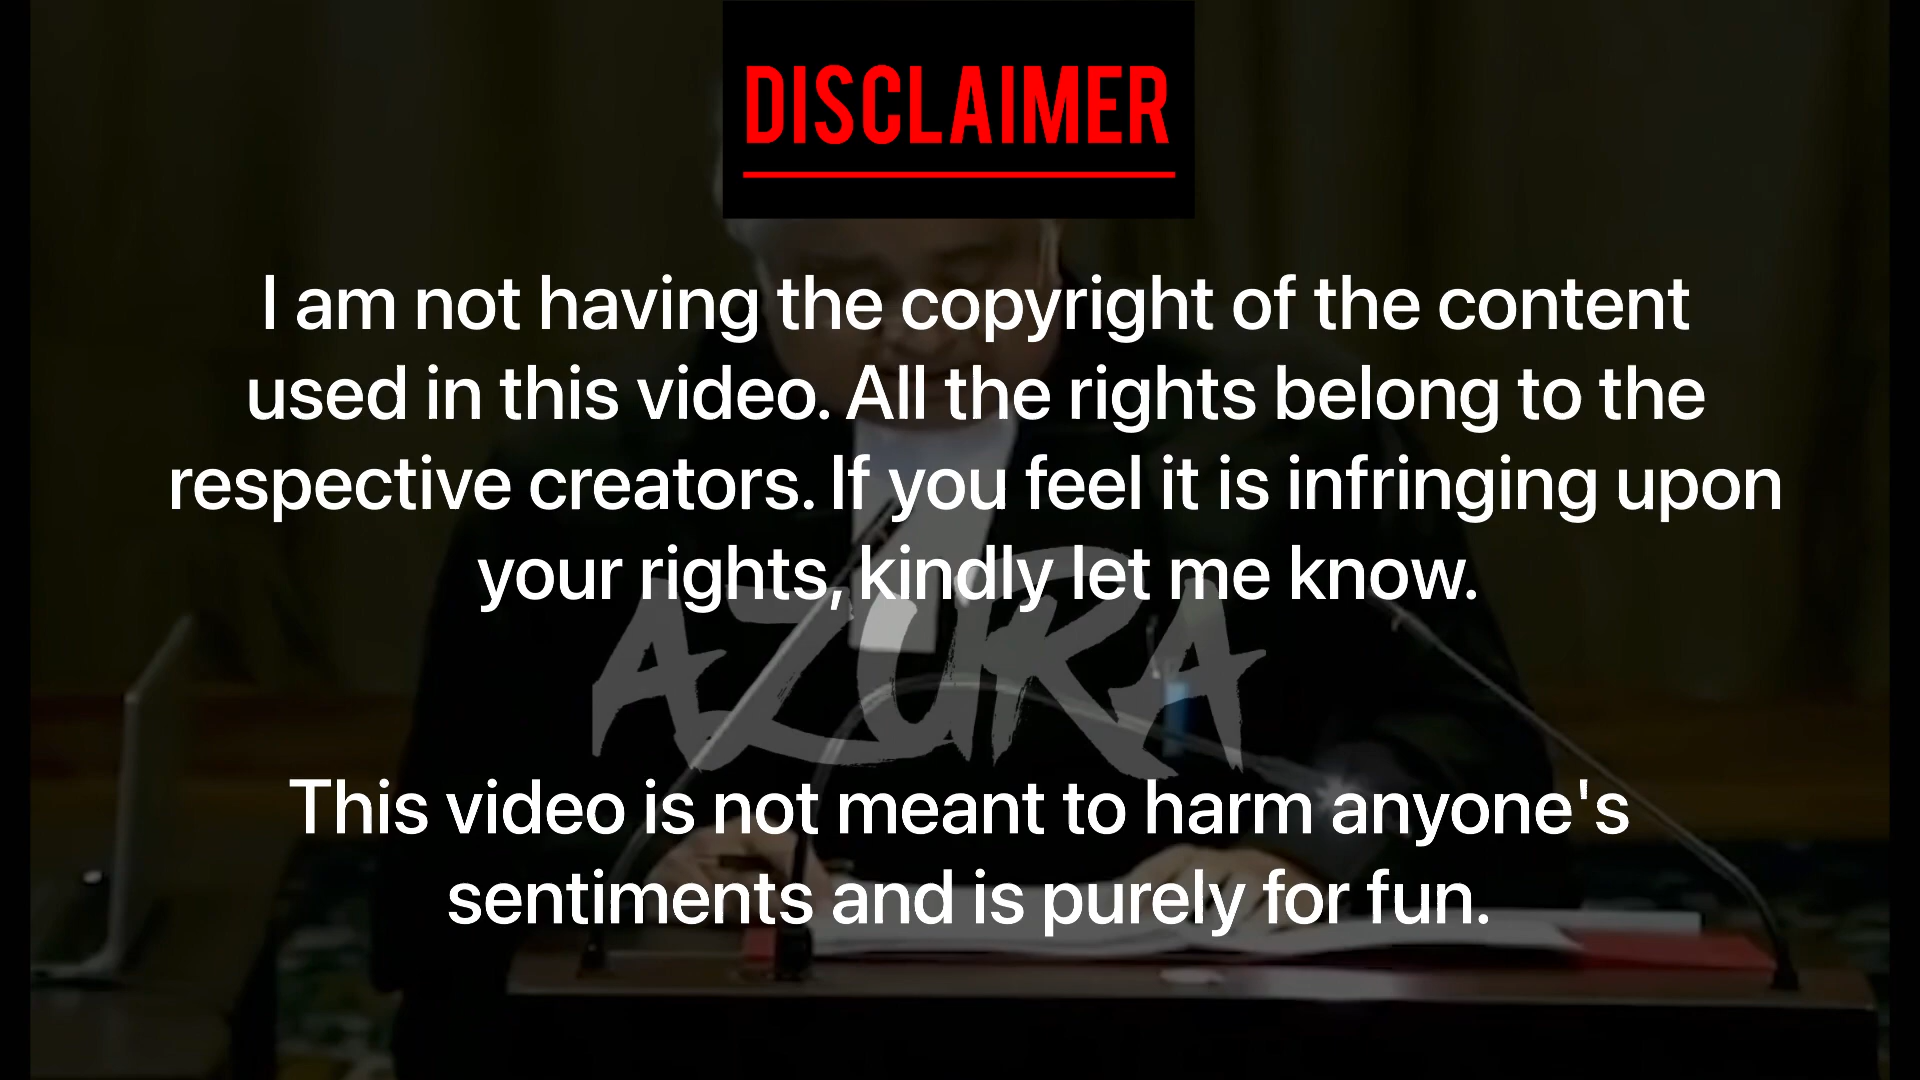 DISCLAIMER
I am not having the copyright of the content
used in this video. All the rights belong to the
respective creators. If you feel it is infringing upon
your rights, kindly let me know.
AZURA
This video is not meant to harm anyone's
sentiments and is purely for fun.